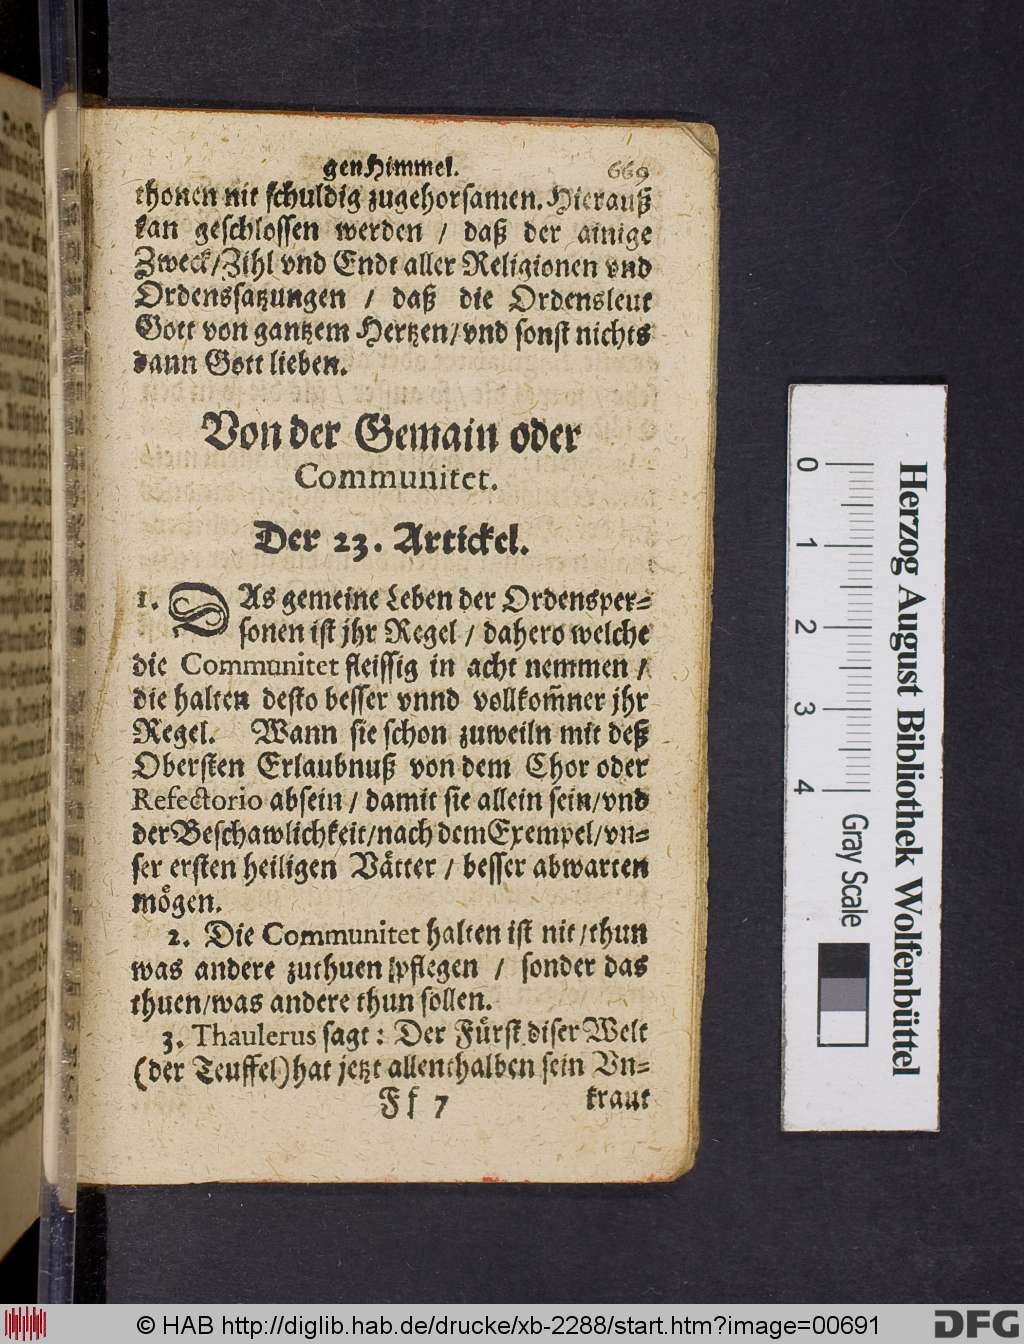 gen Himmel. 669
thonen nit schuldig zugehorsamen. Hierauß
kan geschlossen werden / daß der ainige
Zweck / Zihl vnd Endt aller Religionen vnd
Ordenssatzungen / daß die Ordensleut
Gott von gantzem Hertzen / vnd sonst nichts
dann Gott lieben.
Von der Gemain oder
Communitet.
Der 23. Artickel.
1. DAs gemeine Leben der Ordensper-
sonen ist jhr Regel / dahero welche
die Communitet fleissig in acht nemmen /
die halten desto besser vnnd vollkom̄ner jhr
Regel. Wann sie schon zuweiln mit deß
Obersten Erlaubnuß von dem Chor oder
Refectorio absein / damit sie allein sein / vnd
der Beschawlichkeit / nach dem Exempel / vn-
ser ersten heiligen Vätter / besser abwarten
mögen.
2. Die Communitet halten ist nit / thun
was andere zuthuen pflegen / sonder das
thuen / was andere thun sollen.
3. Thaulerus sagt : Der Fürst diser Welt
(der Teuffel) hat jetzt allenthalben sein Vn-
Ff 7 kraut
0 1 2 3 4
Herzog August Bibliothek Wolfenbüttel
Gray Scale
© HAB http://diglib.hab.de/drucke/xb-2288/start.htm?image=00691
DFG